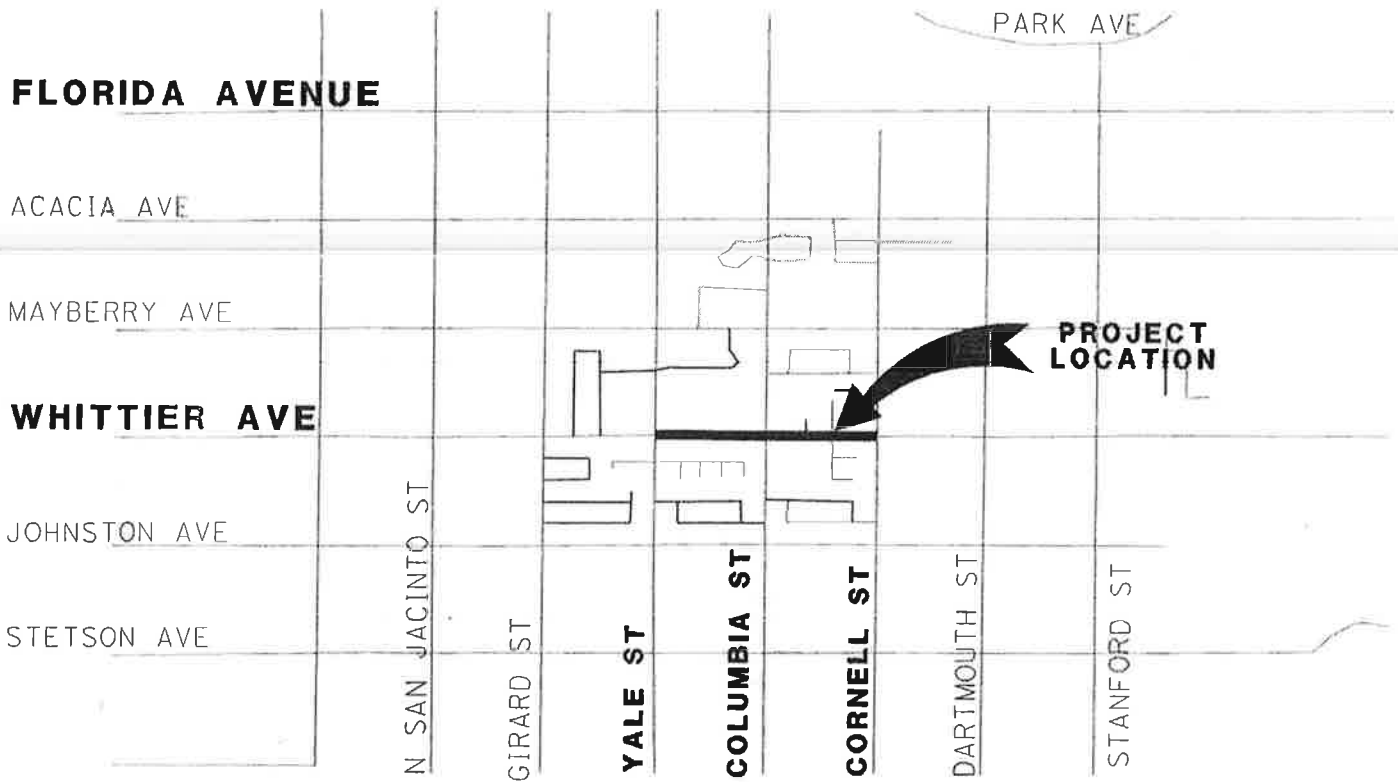 PARK AVE
FLORIDA AVENUE
ACACIA AVE
MAYBERRY AVE
PROJECT
LOCATION
WHITTIER AVE
JOHNSTON AVE
STETSON AVE
N SAN JACINTO ST
GIRARD ST
YALE ST
COLUMBIA ST
CORNELL ST
DARTMOUTH ST
STANFORD ST